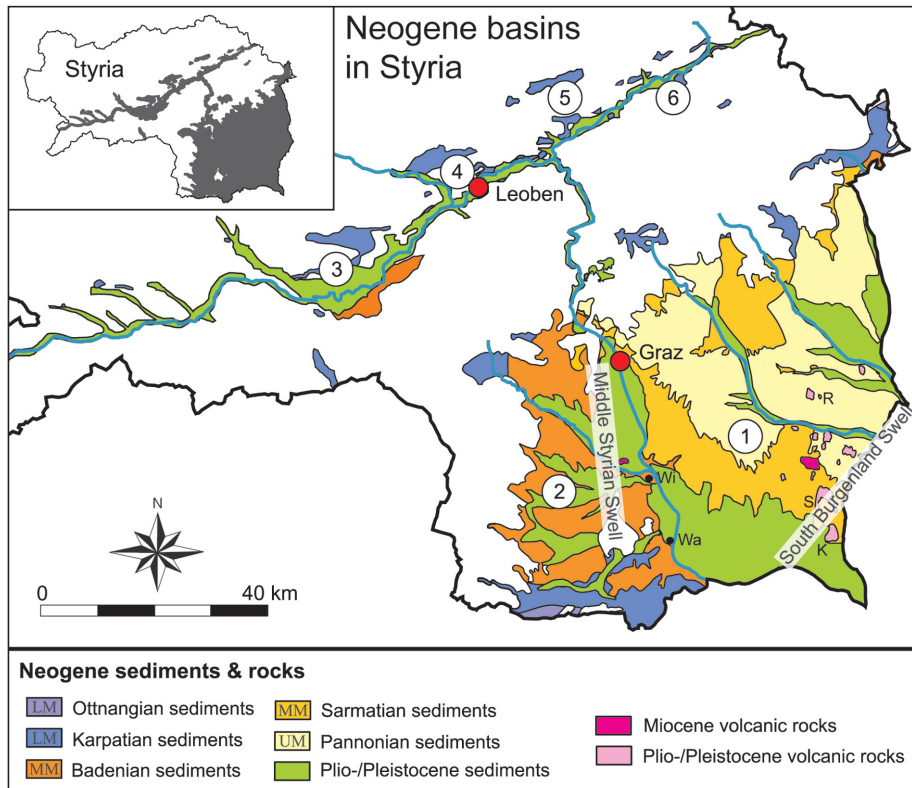 Styria
Neogene basins
in Styria
5
6
4
Leoben
3
Graz
Middle Styrian Swell
1
R
South Burgenland Swell
2
Wi
S
Wa
K
N
0
40 km
Neogene sediments & rocks
LM Ottnangian sediments
LM Karpatian sediments
MM Badenian sediments
MM Sarmatian sediments
UM Pannonian sediments
Plio-/Pleistocene sediments
Miocene volcanic rocks
Plio-/Pleistocene volcanic rocks